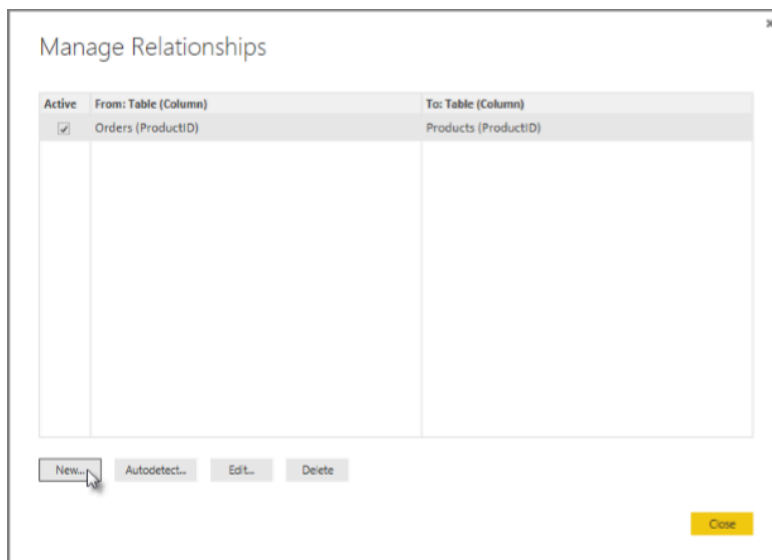 Manage Relationships
Active From: Table (Column) To: Table (Column)
Orders (ProductID) Products (ProductID)
New... Autodetect... Edit... Delete
Close